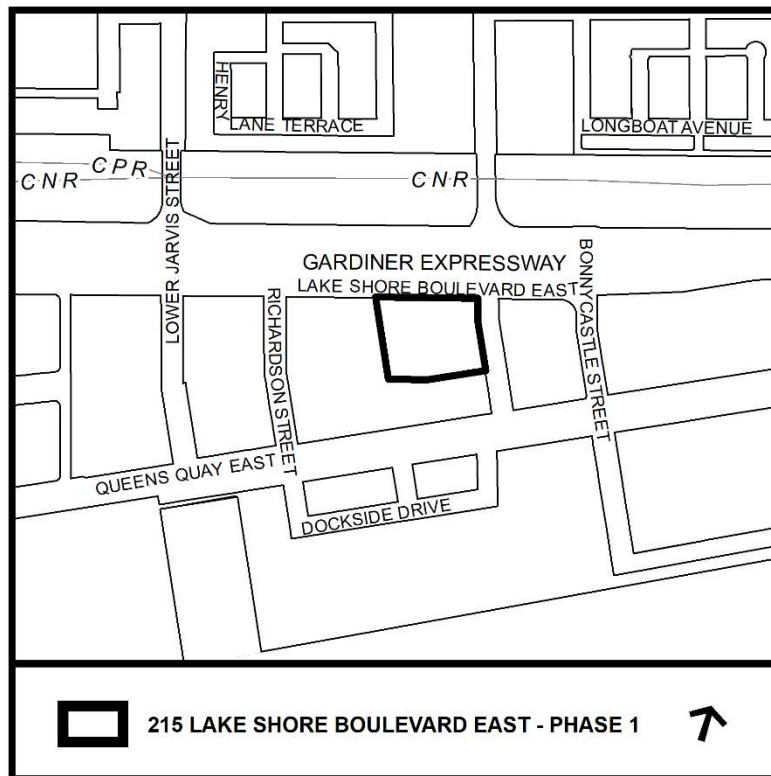 HENRY
LANE TERRACE
LONGBOAT AVENUE
CNR
CPR
CNR
LOWER JARVIS STREET
GARDINER EXPRESSWAY
LAKE SHORE BOULEVARD EAST
BONNYCASTLE STREET
RICHARDSON STREET
QUEENS QUAY EAST
DOCKSIDE DRIVE
215 LAKE SHORE BOULEVARD EAST - PHASE 1